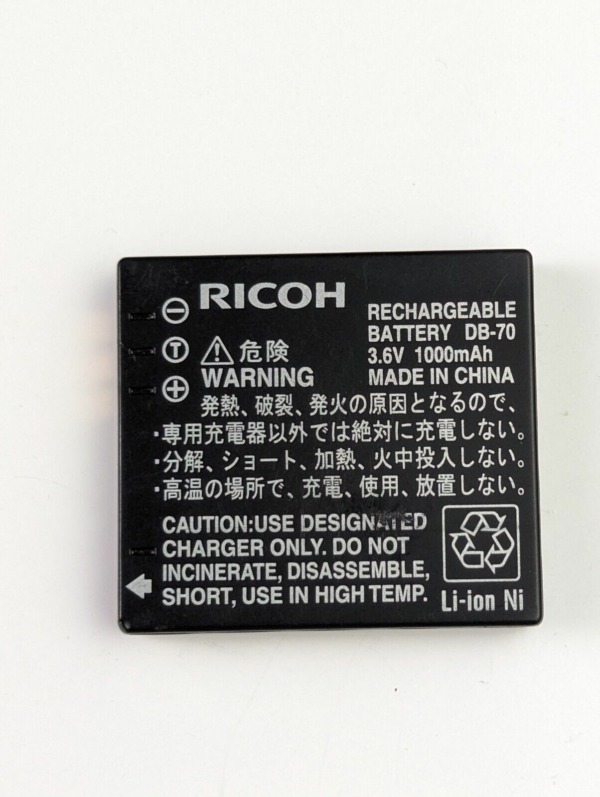 RICOH
RECHARGEABLE
BATTERY DB-70
3.6V 1000mAh
MADE IN CHINA
T
危険
WARNING
発熱、破裂、発火の原因となるので、
・専用充電器以外では絶対に充電しない。
・分解、ショート、加熱、火中投入しない。
・高温の場所で、充電、使用、放置しない。
CAUTION:USE DESIGNATED
CHARGER ONLY. DO NOT
INCINERATE, DISASSEMBLE,
SHORT, USE IN HIGH TEMP.
Li-ion Ni